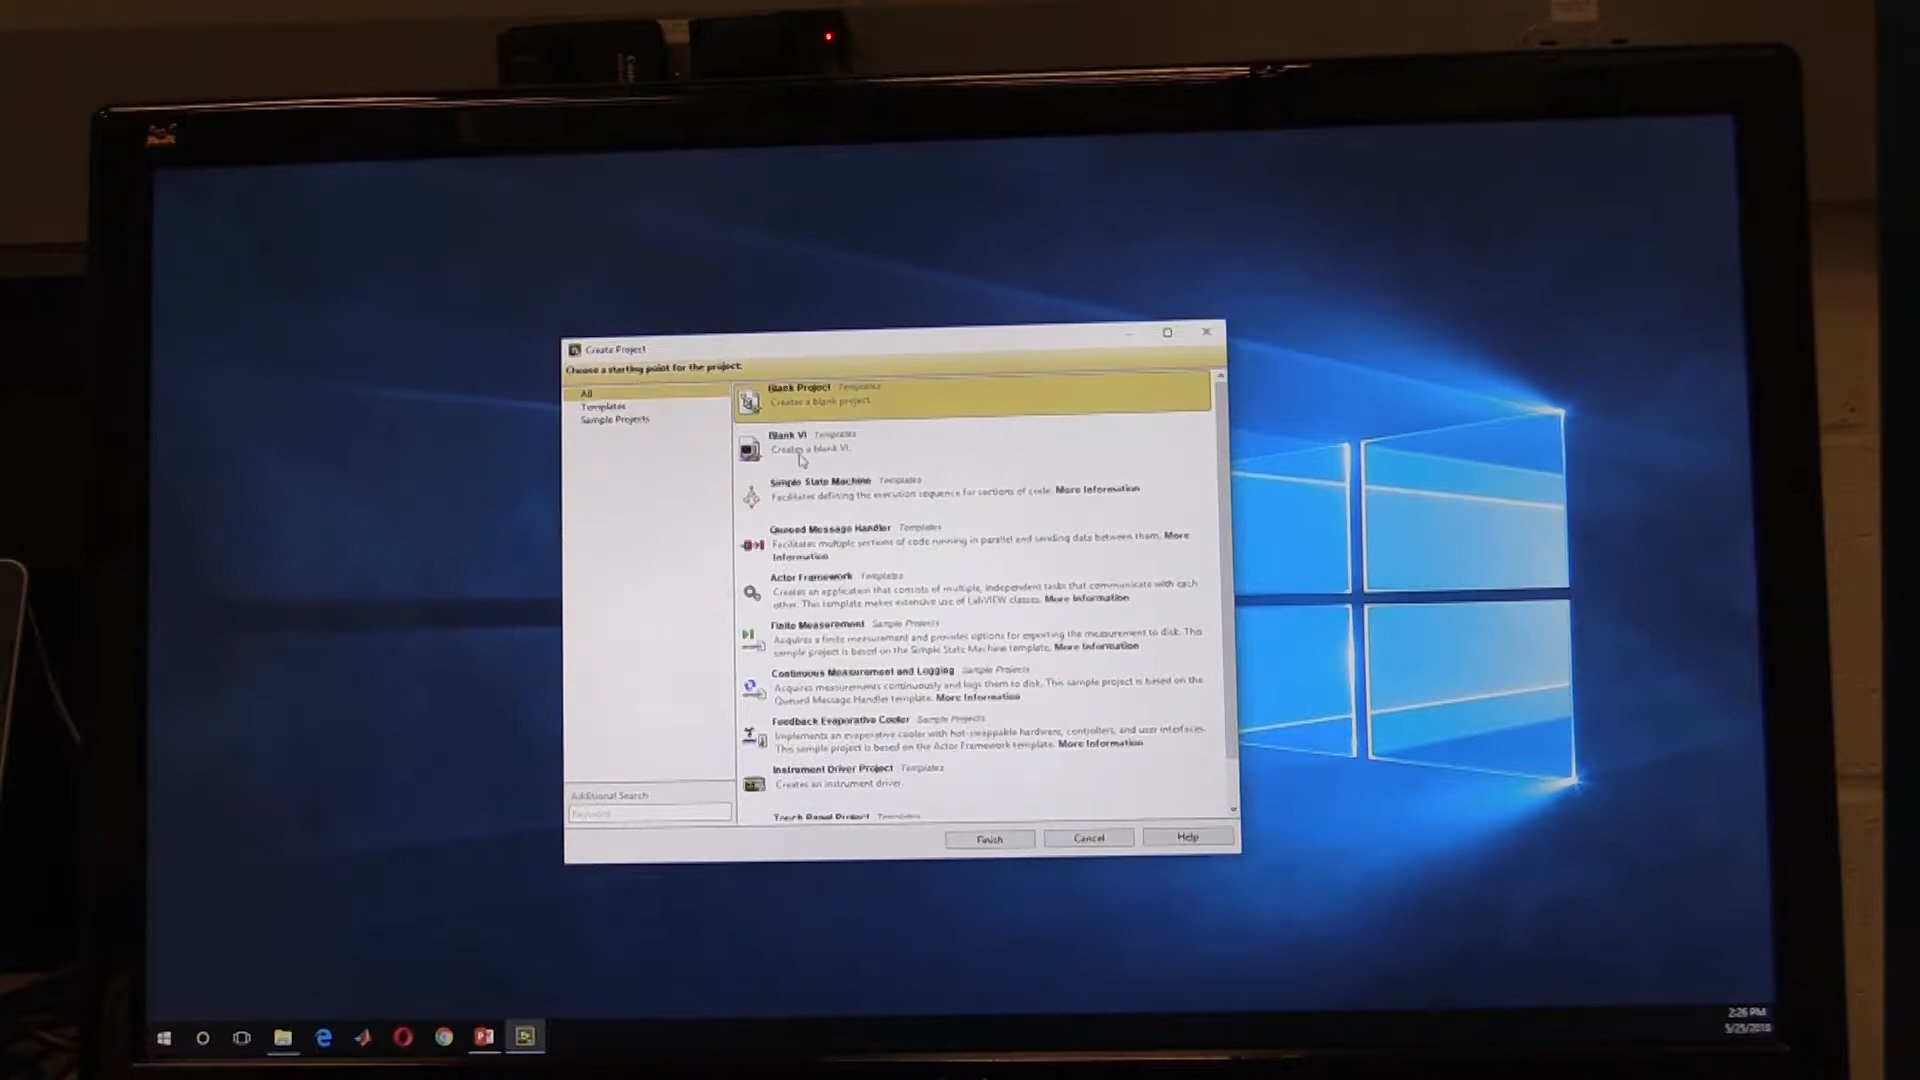 Create Project
Choose a starting point for the project:
All
Templates
Sample Projects
Blank Project Templates
Creates a blank project.
Blank VI Templates
Creates a blank VI.
Simple State Machine Templates
Facilitates defining the execution sequence for sections of code. More Information
Queued Message Handler Templates
Facilitates multiple sections of code running in parallel and sending data between them. More
Information
Actor Framework Templates
Creates an application that consists of multiple, independent tasks that communicate with each
other. This template makes extensive use of LabVIEW classes. More Information
Finite Measurement Sample Projects
Acquires a finite measurement and provides options for exporting the measurement to disk. This
sample project is based on the Simple State Machine template. More Information
Continuous Measurement and Logging Sample Projects
Acquires measurements continuously and logs them to disk. This sample project is based on the
Queued Message Handler template. More Information
Feedback Evaporative Cooler Sample Projects
Implements an evaporative cooler with hot-swappable hardware, controllers, and user interfaces.
This sample project is based on the Actor Framework template. More Information
Instrument Driver Project Templates
Creates an instrument driver.
Touch Panel Project Templates
Additional Search
Keyword
Finish
Cancel
Help
2:26 PM